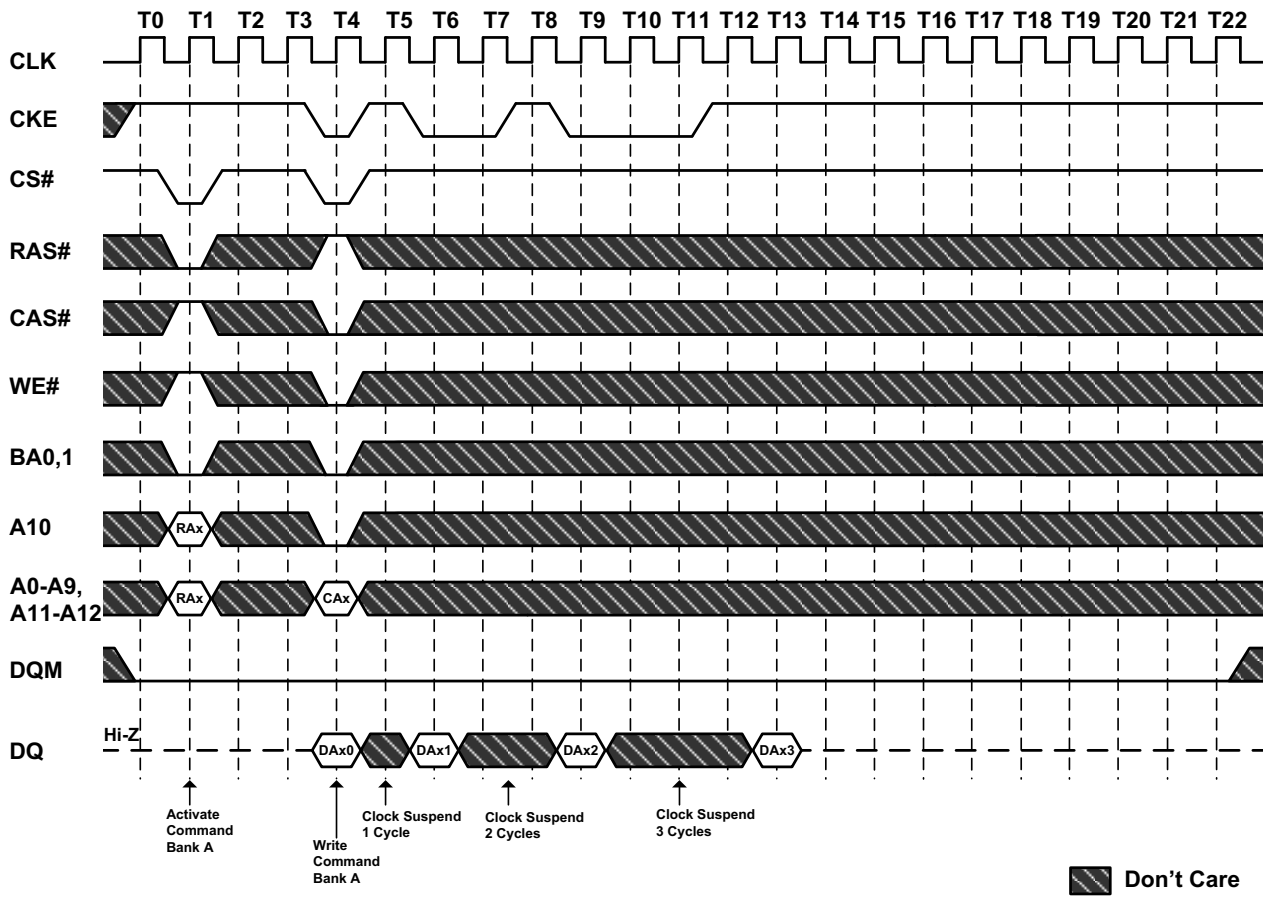 T0 T1 T2 T3 T4 T5 T6 T7 T8 T9 T10 T11 T12 T13 T14 T15 T16 T17 T18 T19 T20 T21 T22
CLK
CKE
CS#
RAS#
CAS#
WE#
BA0,1
A10
RAx
A0-A9,
A11-A12
RAx
CAx
DQM
DQ
Hi-Z
DAx0
DAx1
DAx2
DAx3
Activate
Command
Bank A
Write
Command
Bank A
Clock Suspend
1 Cycle
Clock Suspend
2 Cycles
Clock Suspend
3 Cycles
Don't Care